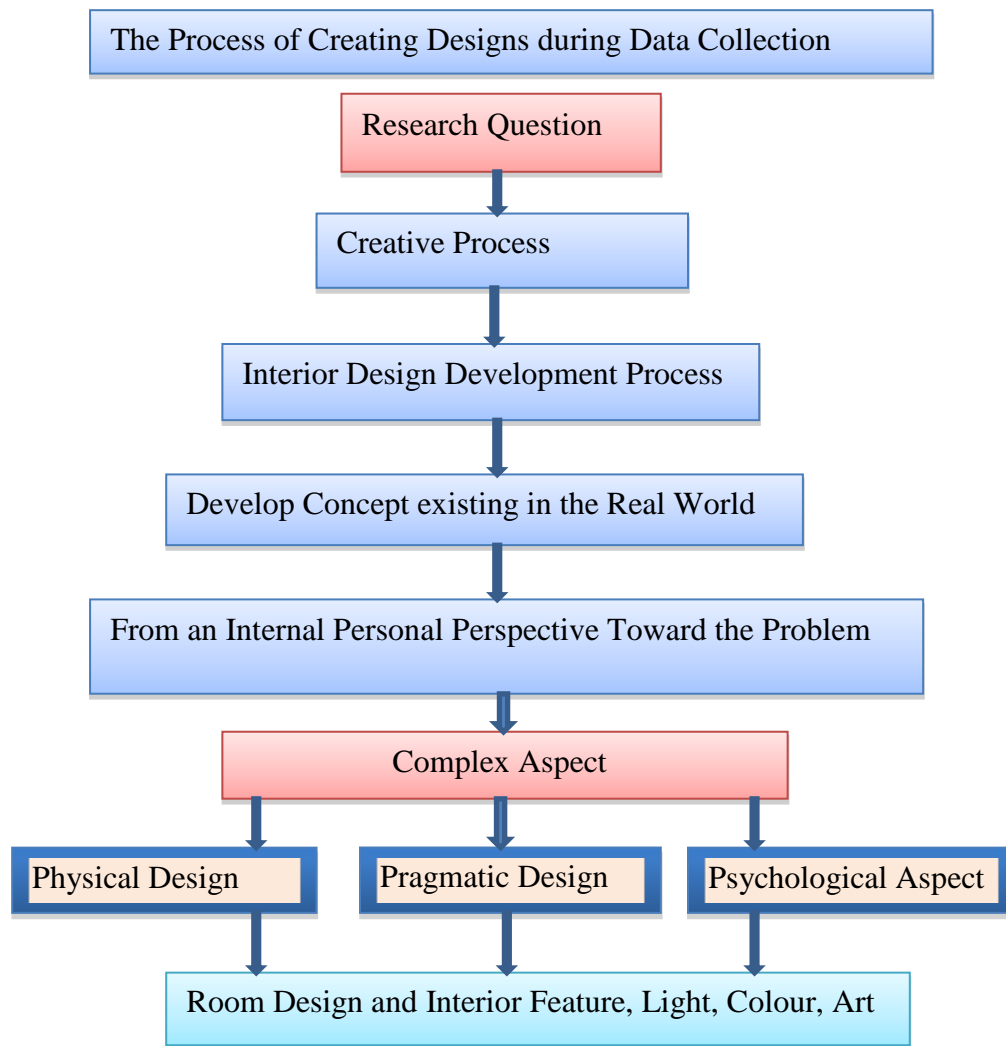 The Process of Creating Designs during Data Collection
Research Question
Creative Process
Interior Design Development Process
Develop Concept existing in the Real World
From an Internal Personal Perspective Toward the Problem
Complex Aspect
Physical Design
Pragmatic Design
Psychological Aspect
Room Design and Interior Feature, Light, Colour, Art